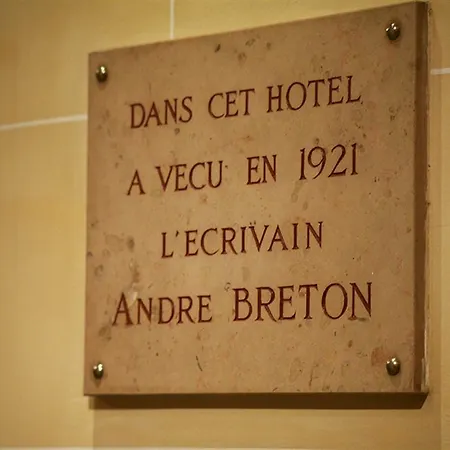 DANS CET HOTEL
A VECU EN 1921
L'ECRIVAIN
ANDRE BRETON